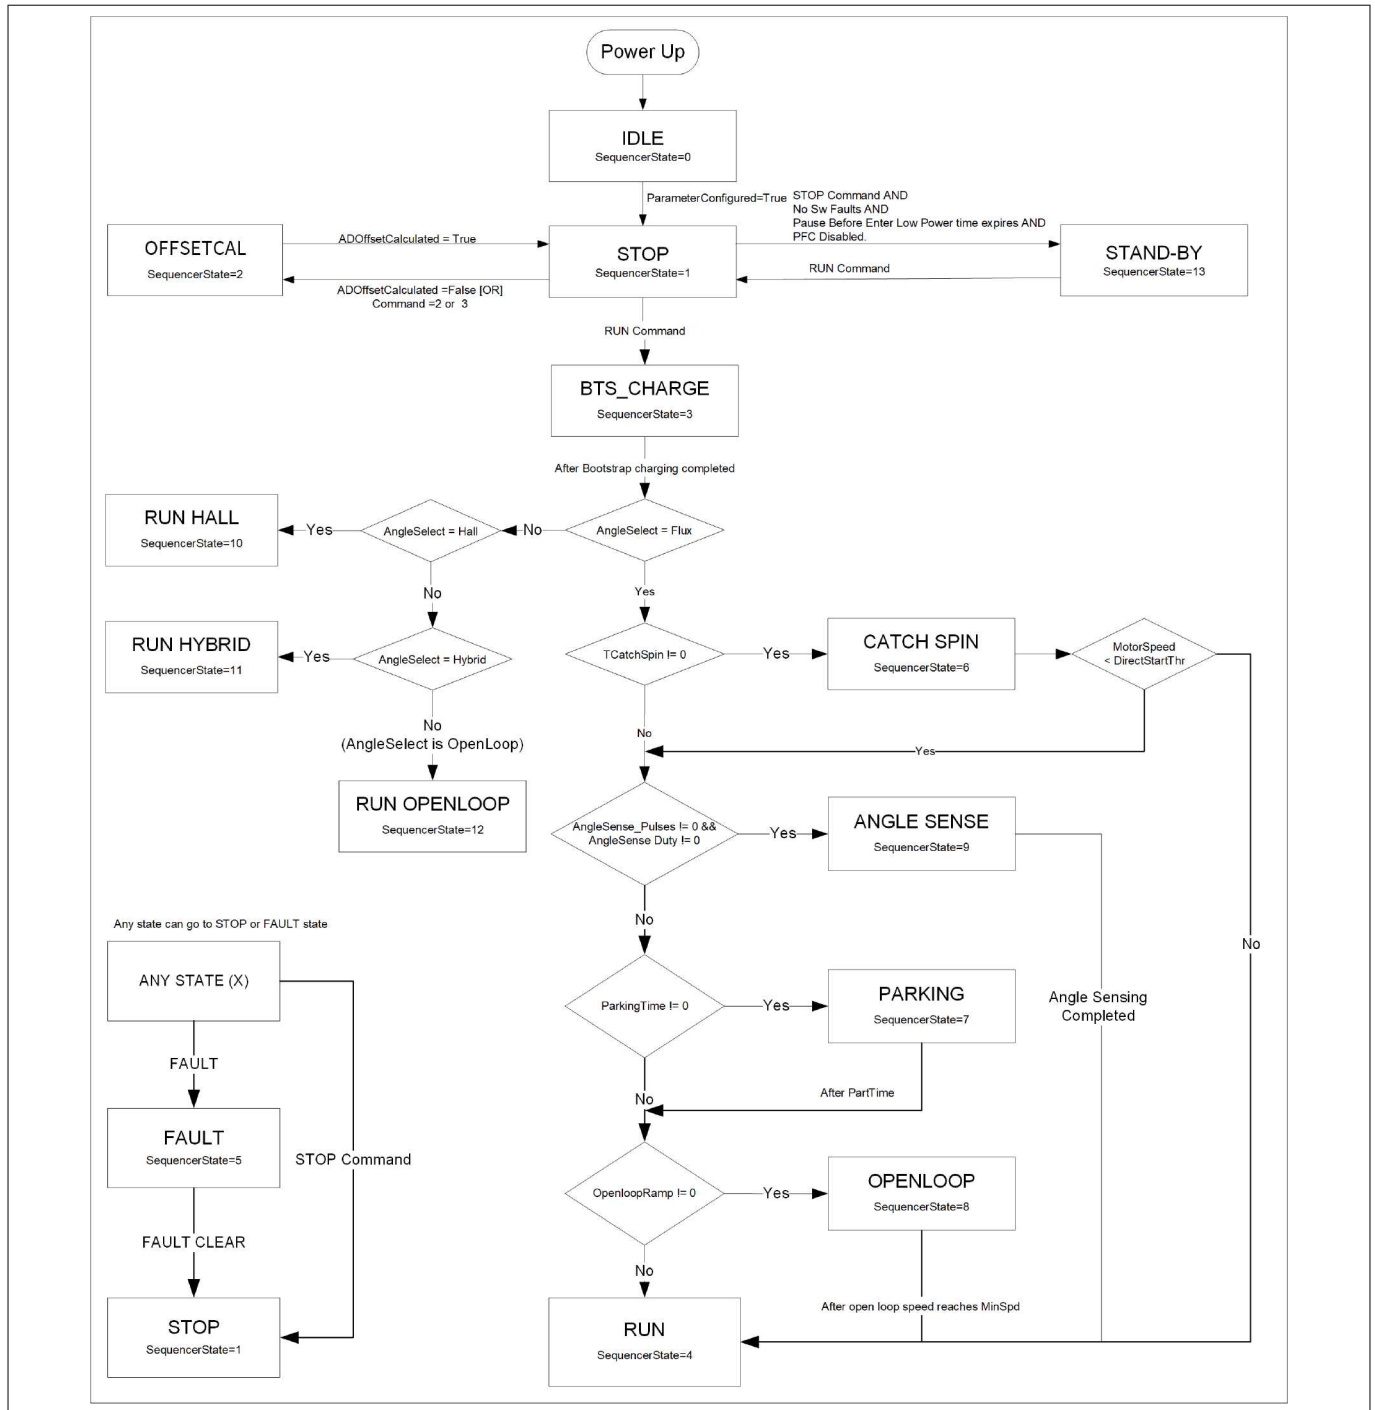 Power Up
IDLE
SequencerState=0
ParameterConfigured=True
STOP Command AND
No Sw Faults AND
Pause Before Enter Low Power time expires AND
PFC Disabled.
OFFSETCAL
SequencerState=2
ADOffsetCalculated = True
STOP
SequencerState=1
STAND-BY
SequencerState=13
RUN Command
ADOffsetCalculated =False [OR]
Command =2 or 3
RUN Command
BTS_CHARGE
SequencerState=3
After Bootstrap charging completed
RUN HALL
SequencerState=10
Yes
AngleSelect = Hall
No
AngleSelect = Flux
No
Yes
RUN HYBRID
SequencerState=11
Yes
AngleSelect = Hybrid
TCatchSpin != 0
Yes
CATCH SPIN
SequencerState=6
MotorSpeed
< DirectStartThr
No
(AngleSelect is OpenLoop)
No
Yes
RUN OPENLOOP
SequencerState=12
AngleSense_Pulses != 0 &&
AngleSense Duty != 0
Yes
ANGLE SENSE
SequencerState=9
No
No
Any state can go to STOP or FAULT state
ANY STATE (X)
ParkingTime != 0
Yes
PARKING
SequencerState=7
Angle Sensing
Completed
FAULT
No
After PartTime
FAULT
SequencerState=5
STOP Command
OpenloopRamp != 0
Yes
OPENLOOP
SequencerState=8
FAULT CLEAR
No
After open loop speed reaches MinSpd
STOP
SequencerState=1
RUN
SequencerState=4